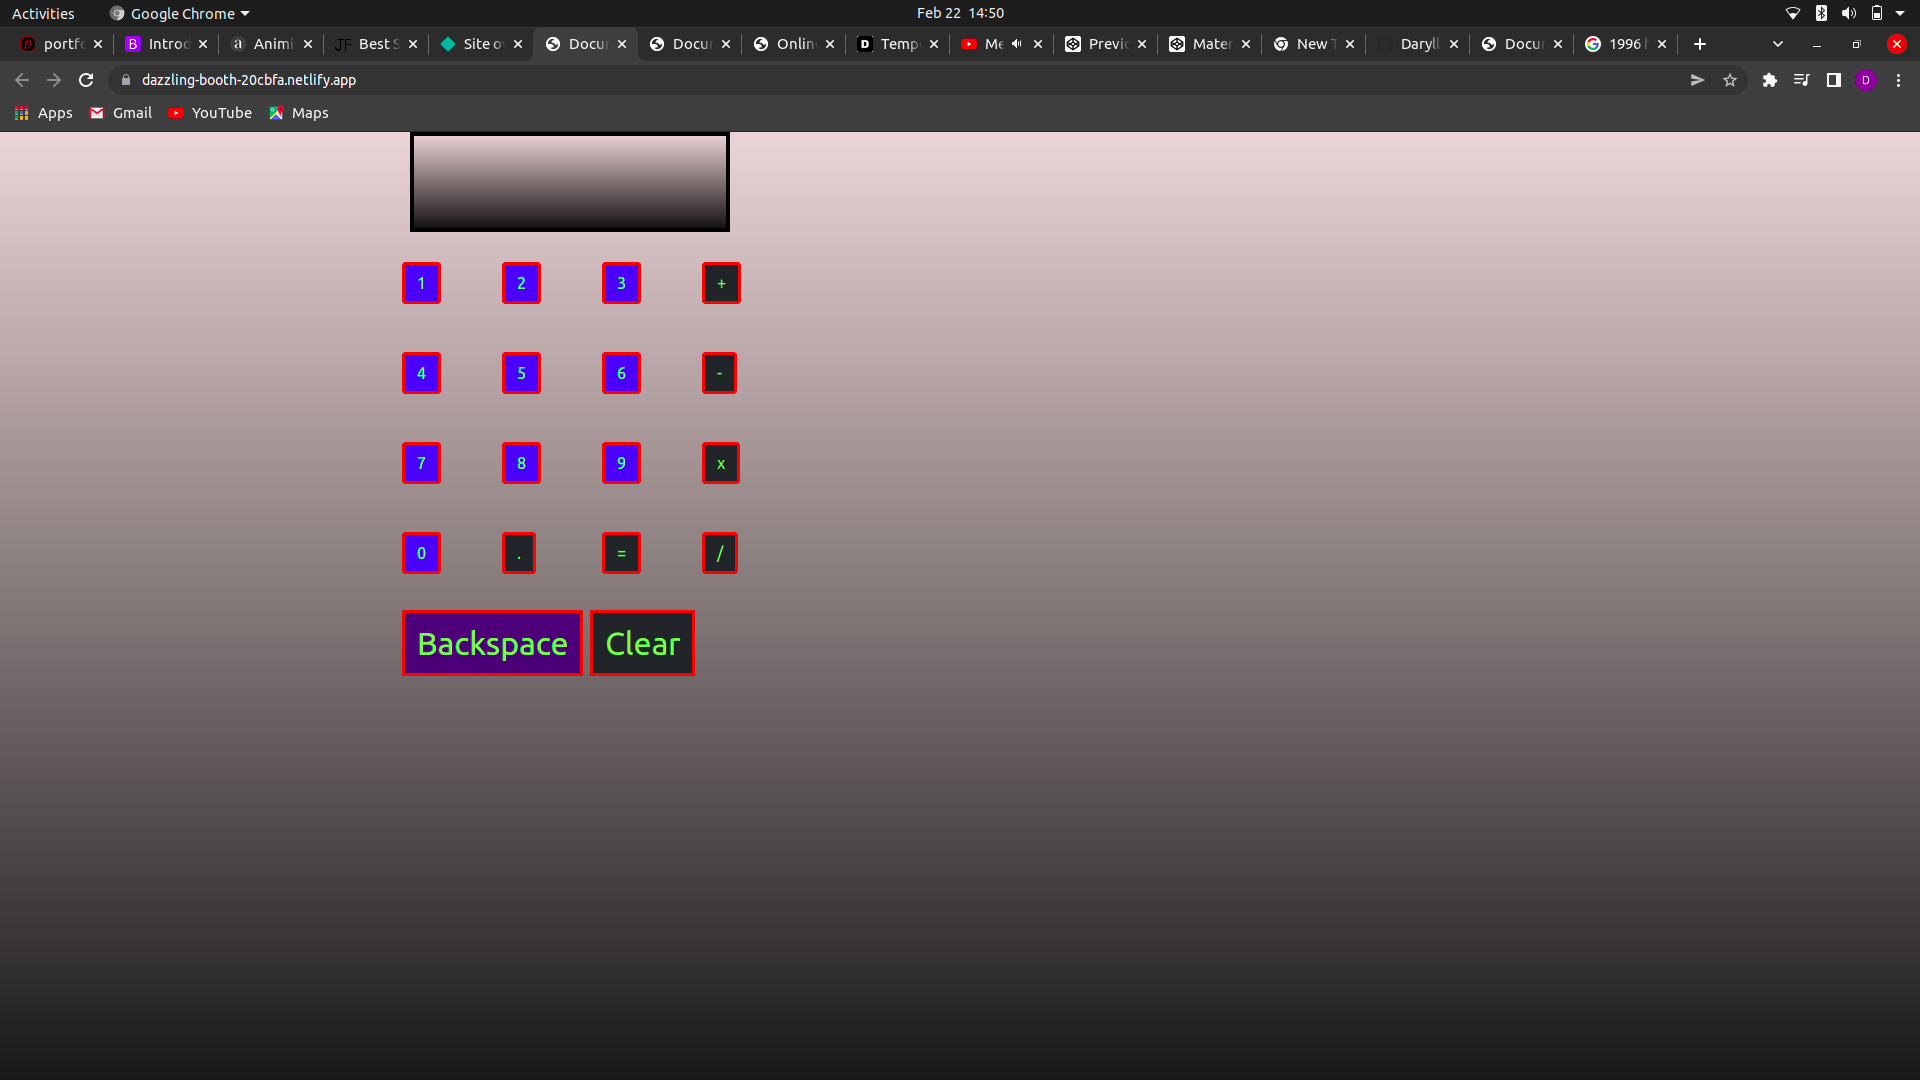 Activities Google Chrome Feb 22 14:50
portfo Introd Animi Best S Site o Docu Docu Onlin Temp Me Previ Mater New T Daryll Docu 1996 h
dazzling-booth-20cbfa.netlify.app D
Apps Gmail YouTube Maps
1 2 3 +
4 5 6 -
7 8 9 x
0 . = /
Backspace Clear